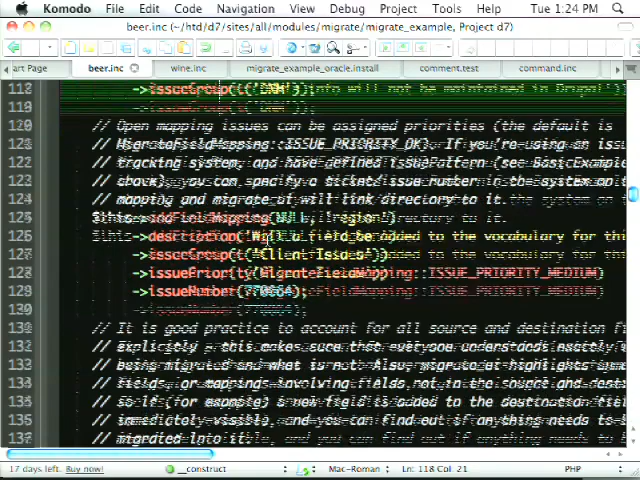 Komodo File Edit Code Navigation View Debug Project Tools Help Tue 1:24 PM
beer.inc (~/htd/d7/sites/all/modules/migrate/migrate_example, Project d7)
art Page beer.inc wine.inc migrate_example_oracle.install comment.test command.inc
118 ->issueGroup(t('DNM'));
119
120 // Open mapping issues can be assigned priorities (the default is
121 // MigrateFieldMapping::ISSUE_PRIORITY_OK). If you're using an issu
122 // tracking system, and have defined issuePattern (see BasicExample
123 // above), you can specify a ticket/issue number in the system on t
124 // mapping and migrate_ui will link directory to it.
125 $this->addFieldMapping(NULL, 'region')
126 ->description('Will a field be added to the vocabulary for this
127 ->issueGroup(t('Client Issues'))
128 ->issuePriority(MigrateFieldMapping::ISSUE_PRIORITY_MEDIUM)
129 ->issueNumber(770064);
130
131 // It is good practice to account for all source and destination f
132 // explicitly - this makes sure that everyone understands exactly w
133 // being migrated and what is not. Also, migrate_ui highlights
134 // fields, or mappings involving fields not in the source and dest
135 // so if (for example) a new field is added to the destination fiel
136 // immediately visible, and you can find out if anything needs to b
137 // migrated into it.
17 days left. Buy now! __construct Mac-Roman Ln: 118 Col: 21 PHP